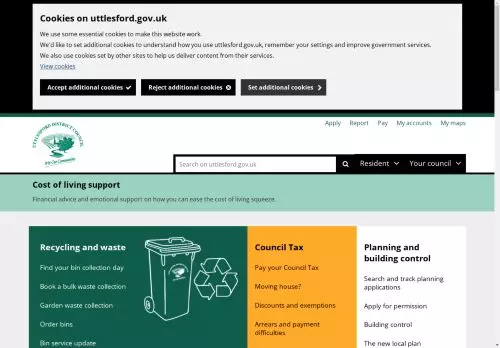 Cookies on uttlesford.gov.uk
We use some essential cookies to make this website work.
We'd like to set additional cookies to understand how you use uttlesford.gov.uk, remember your settings and improve government services.
We also use cookies set by other sites to help us deliver content from their services.
View cookies
Accept additional cookies
Reject additional cookies
Set additional cookies
Apply
Report
Pay
My accounts
My maps
UTTLESFORD DISTRICT COUNCIL
Search on uttlesford.gov.uk
Resident
Your council
Cost of living support
Financial advice and emotional support on how you can ease the cost of living squeeze.
Recycling and waste
Find your bin collection day
Book a bulk waste collection
Garden waste collection
Order bins
Bin service update
Council Tax
Pay your Council Tax
Moving house?
Discounts and exemptions
Arrears and payment
difficulties
Planning and
building control
Search and track planning
applications
Apply for permission
Building control
The new local plan